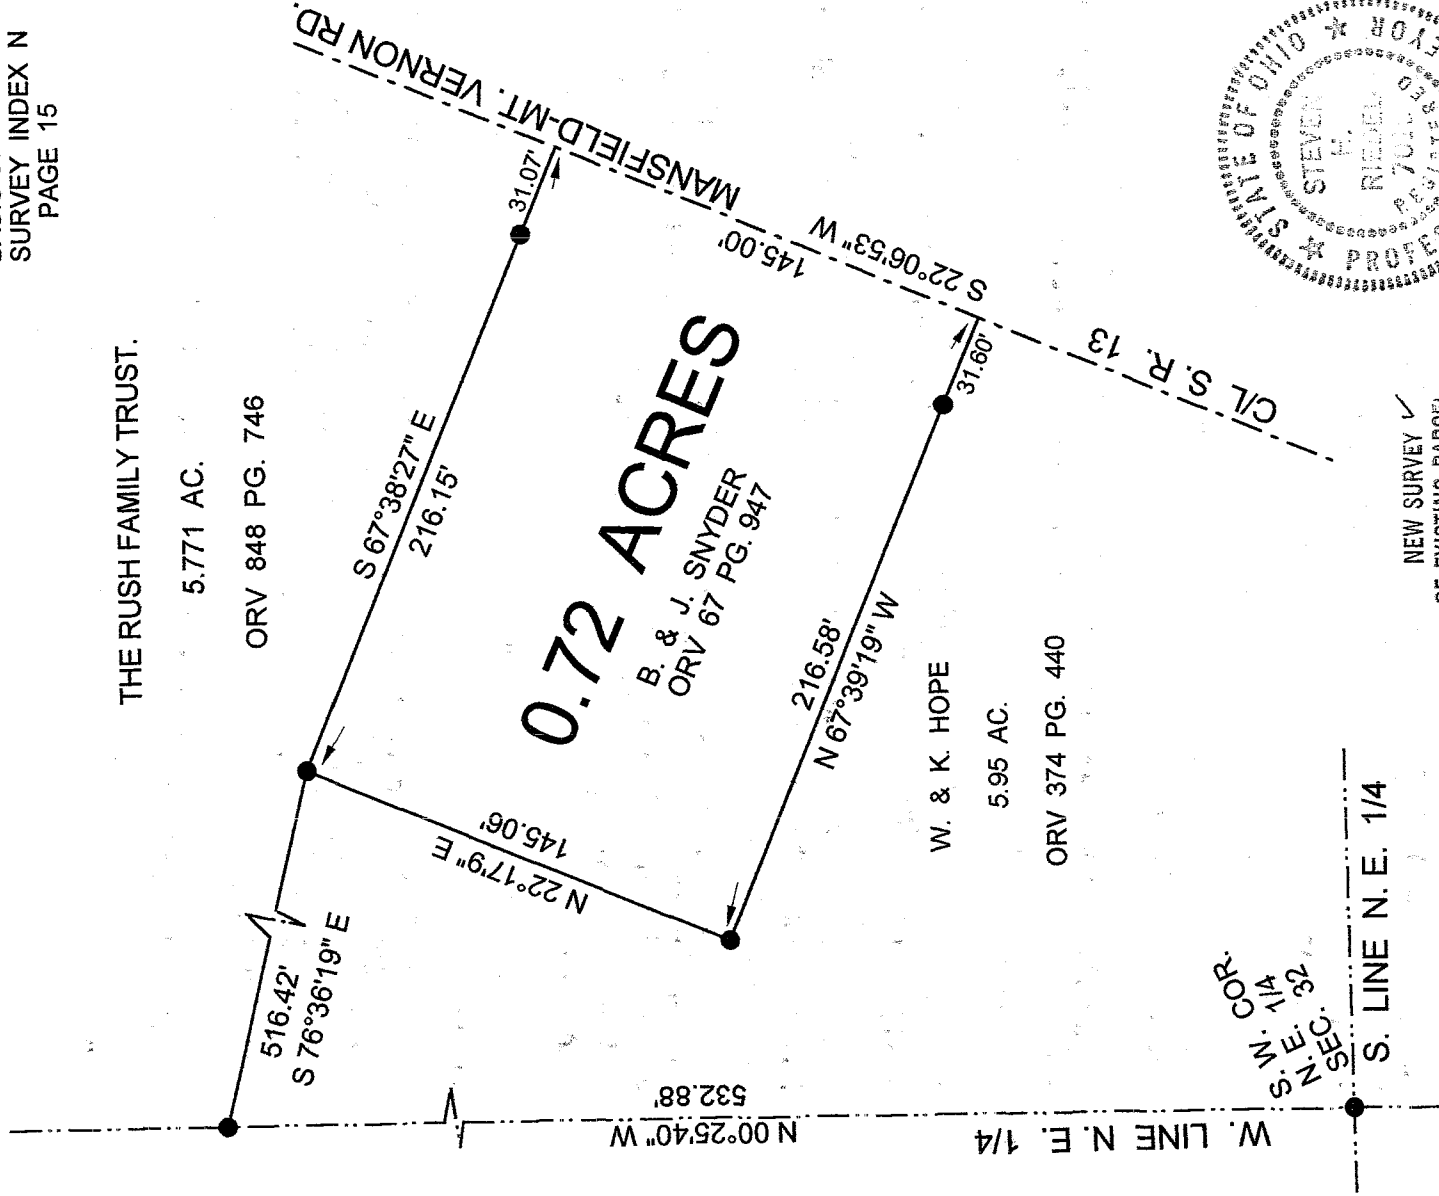 SURVEY INDEX N
PAGE 15
MANSFIELD-MT. VERNON RD.
THE RUSH FAMILY TRUST.
5.771 AC.
ORV 848 PG. 746
S 67°38'27" E
216.15'
31.07'
145.00'
S 22°06'53" W
C/L S. R. 13
0.72 ACRES
B. & J. SNYDER
ORV 67 PG. 947
31.60'
216.58'
N 67°39'19" W
145.06'
N 22°17'9" E
516.42'
S 76°36'19" E
W. & K. HOPE
5.95 AC.
ORV 374 PG. 440
532.88'
N 00°25'40" W
W. LINE N. E. 1/4
S. W. COR.
N. E. 1/4
SEC. 32
S. LINE N. E. 1/4
NEW SURVEY
STATE OF OHIO
STEVEN